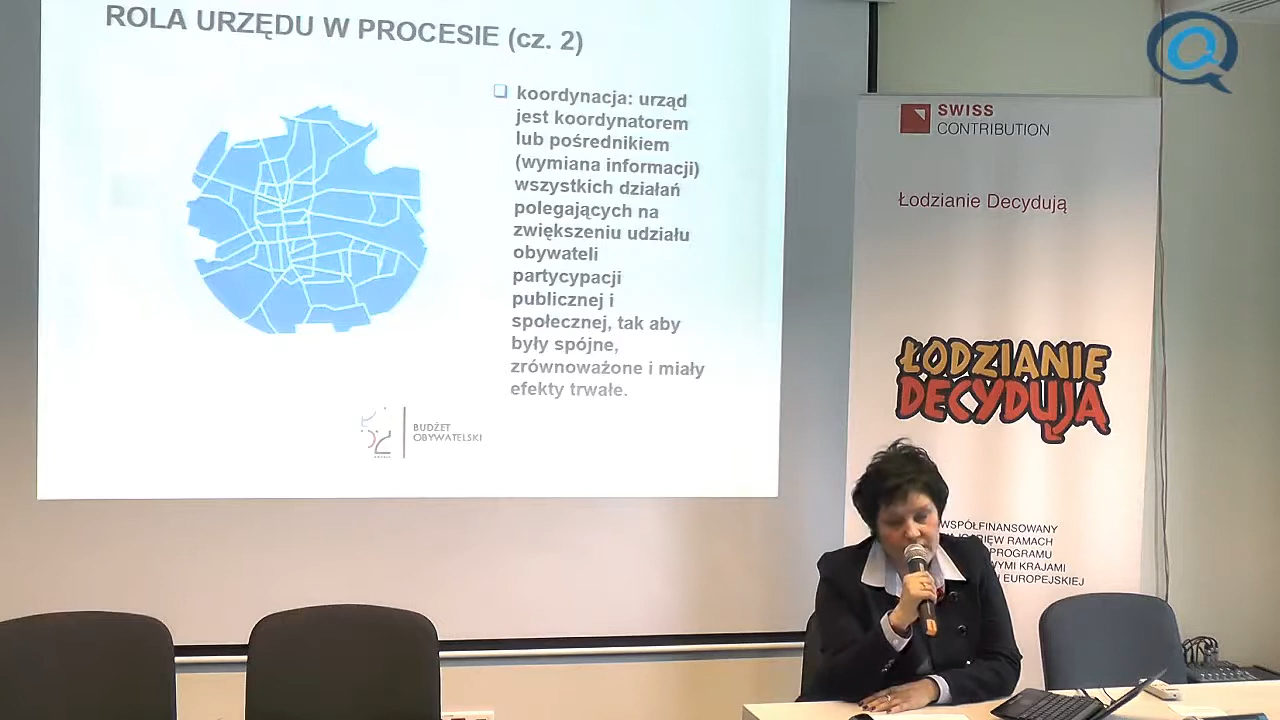 ROLA URZĘDU W PROCESIE (cz. 2)
koordynacja: urząd
jest koordynatorem
lub pośrednikiem
(wymiana informacji)
wszystkich działań
polegających na
zwiększeniu udziału
obywateli
partycypacji
publicznej i
społecznej, tak aby
były spójne,
zrównoważone i miały
efekty trwałe.
BUDŻET
OBYWATELSKI
SWISS
CONTRIBUTION
Łodzianie Decydują
ŁODZIANIE
DECYDUJĄ
WSPÓŁFINANSOWANY
W RAMACH
PROGRAMU
KRAJAMI
EUROPEJSKIEJ